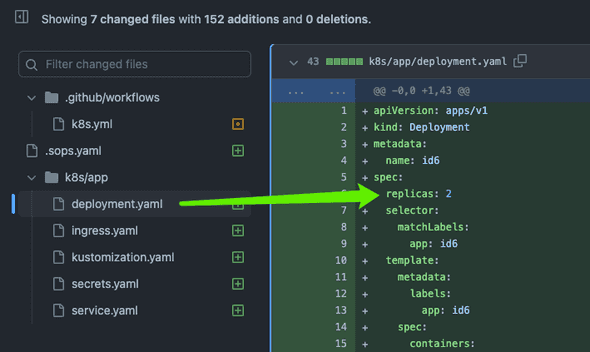 Showing 7 changed files with 152 additions and 0 deletions.
Filter changed files
.github/workflows
k8s.yml
.sops.yaml
k8s/app
deployment.yaml
ingress.yaml
kustomization.yaml
secrets.yaml
service.yaml
43 k8s/app/deployment.yaml
... ... @@ -0,0 +1,43 @@
1 + apiVersion: apps/v1
2 + kind: Deployment
3 + metadata:
4 + name: id6
5 + spec:
+ replicas: 2
7 + selector:
8 + matchLabels:
9 + app: id6
10 + template:
11 + metadata:
12 + labels:
13 + app: id6
14 + spec:
15 + containers: